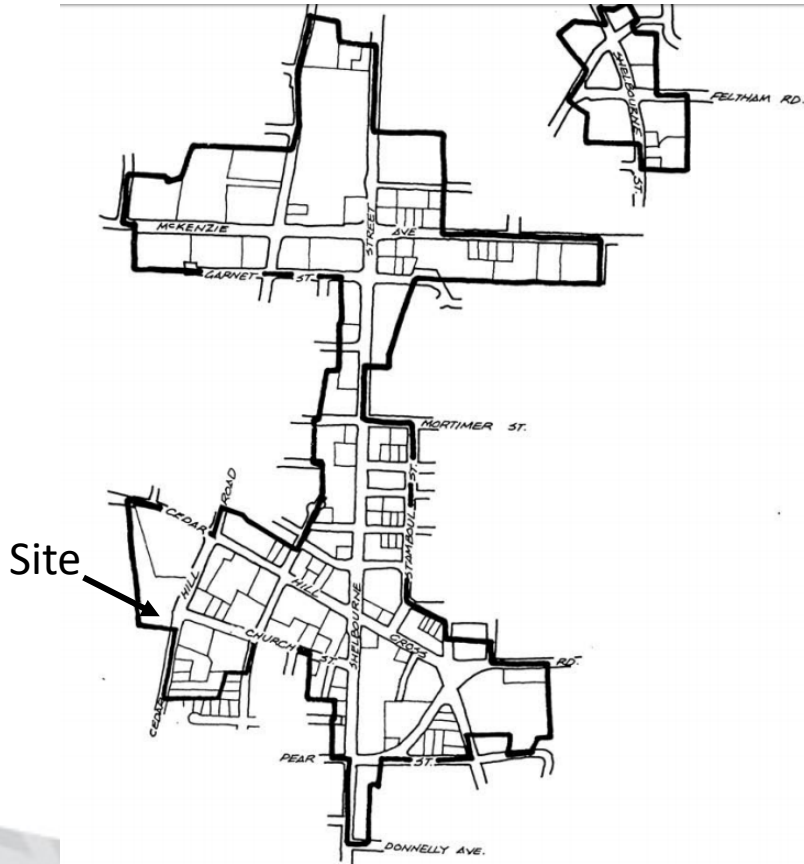 SHELBOURNE
ST.
FELTHAM RD.
McKENZIE
AVE
STREET
GARNET ST.
MORTIMER ST.
ROAD
CEDAR
HILL
CROSS
RD.
STAMBOUL ST.
Site
HILL
CEDAR
CHURCH ST.
SHELBOURNE
PEAR ST.
DONNELLY AVE.